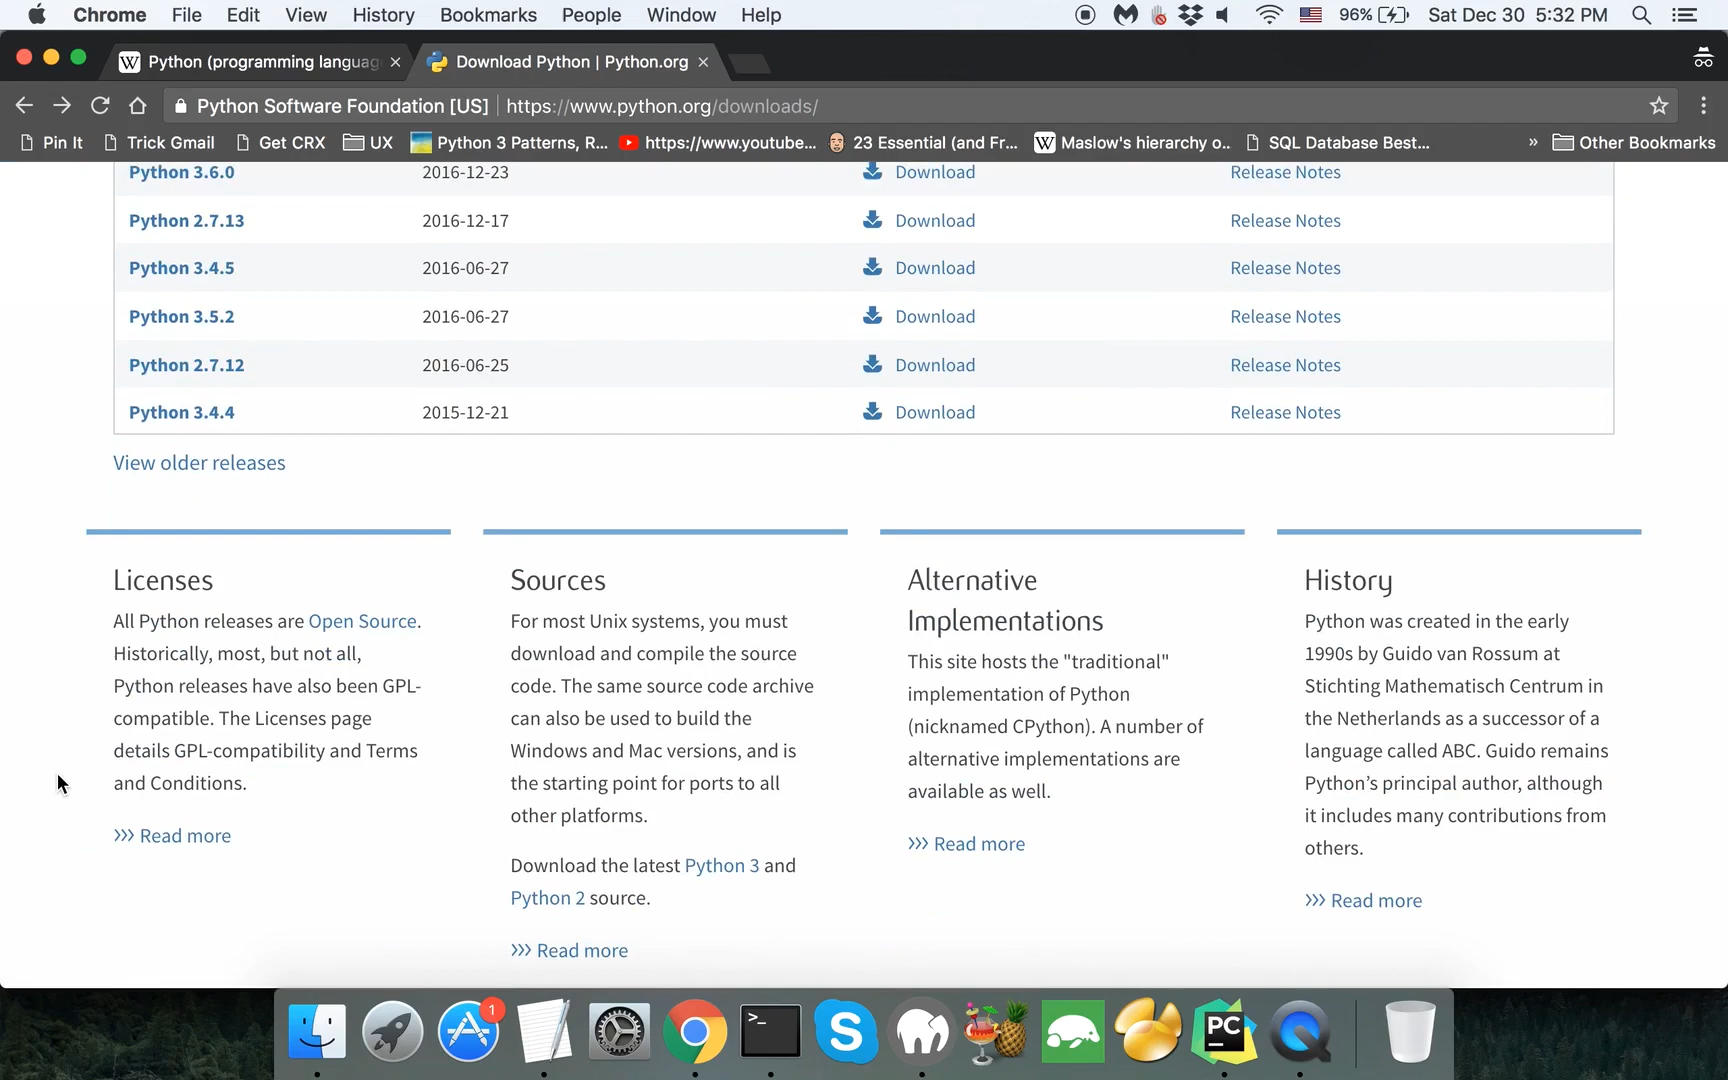 Chrome File Edit View History Bookmarks People Window Help 96% Sat Dec 30 5:32 PM
Python (programming languag Download Python | Python.org
Python Software Foundation [US] https://www.python.org/downloads/
Pin It Trick Gmail Get CRX UX Python 3 Patterns, R... https://www.youtube... 23 Essential (and Fr... Maslow's hierarchy o.. SQL Database Best... » Other Bookmarks
Python 3.6.0 2016-12-23 Download Release Notes
Python 2.7.13 2016-12-17 Download Release Notes
Python 3.4.5 2016-06-27 Download Release Notes
Python 3.5.2 2016-06-27 Download Release Notes
Python 2.7.12 2016-06-25 Download Release Notes
Python 3.4.4 2015-12-21 Download Release Notes
View older releases
Licenses
All Python releases are Open Source.
Historically, most, but not all,
Python releases have also been GPL-
compatible. The Licenses page
details GPL-compatibility and Terms
and Conditions.
>>> Read more
Sources
For most Unix systems, you must
download and compile the source
code. The same source code archive
can also be used to build the
Windows and Mac versions, and is
the starting point for ports to all
other platforms.
Download the latest Python 3 and
Python 2 source.
>>> Read more
Alternative
Implementations
This site hosts the "traditional"
implementation of Python
(nicknamed CPython). A number of
alternative implementations are
available as well.
>>> Read more
History
Python was created in the early
1990s by Guido van Rossum at
Stichting Mathematisch Centrum in
the Netherlands as a successor of a
language called ABC. Guido remains
Python’s principal author, although
it includes many contributions from
others.
>>> Read more
1
>_
S
PC